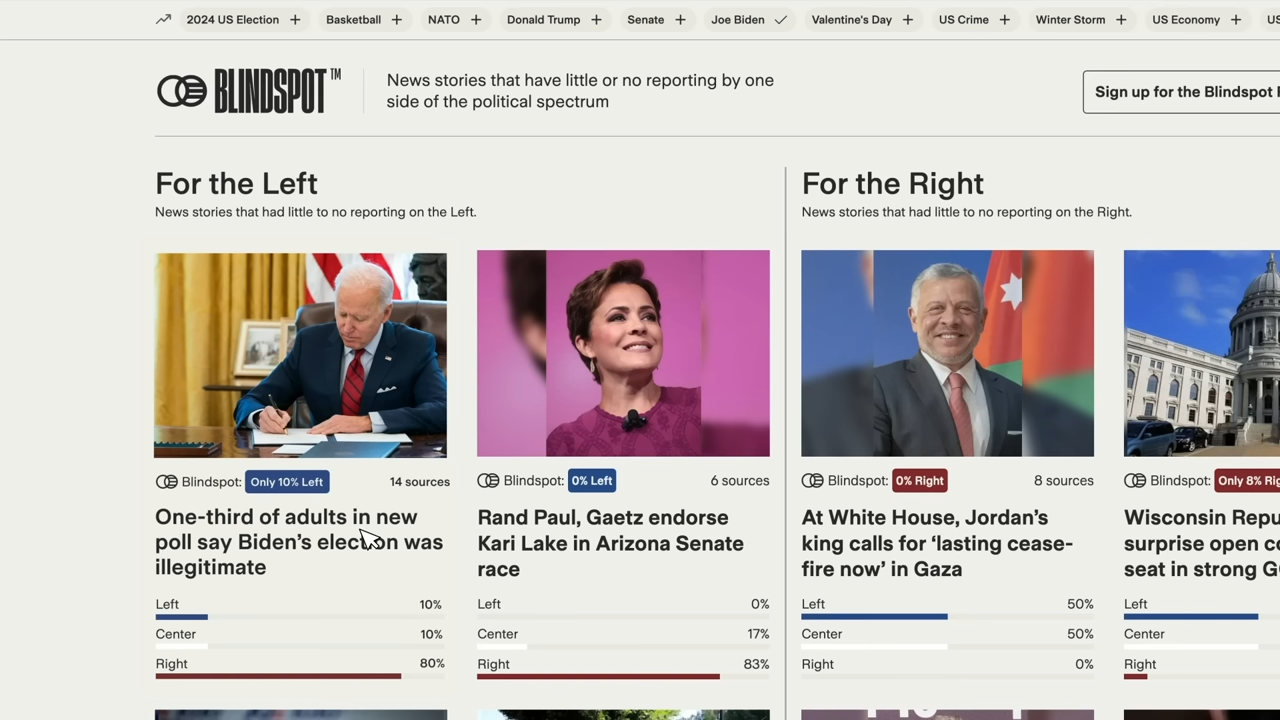 2024 US Election +
Basketball +
NATO +
Donald Trump +
Senate +
Joe Biden
Valentine's Day +
US Crime +
Winter Storm +
US Economy +
US
BLINDSPOT™
News stories that have little or no reporting by one
side of the political spectrum
Sign up for the Blindspot
For the Left
News stories that had little to no reporting on the Left.
For the Right
News stories that had little to no reporting on the Right.
Blindspot: Only 10% Left 14 sources
One-third of adults in new
poll say Biden's election was
illegitimate
Left 10%
Center 10%
Right 80%
Blindspot: 0% Left 6 sources
Rand Paul, Gaetz endorse
Kari Lake in Arizona Senate
race
Left 0%
Center 17%
Right 83%
Blindspot: 0% Right 8 sources
At White House, Jordan's
king calls for 'lasting cease-
fire now' in Gaza
Left 50%
Center 50%
Right 0%
Blindspot: Only 8%
Wisconsin
surprise open
seat in strong
Left
Center
Right